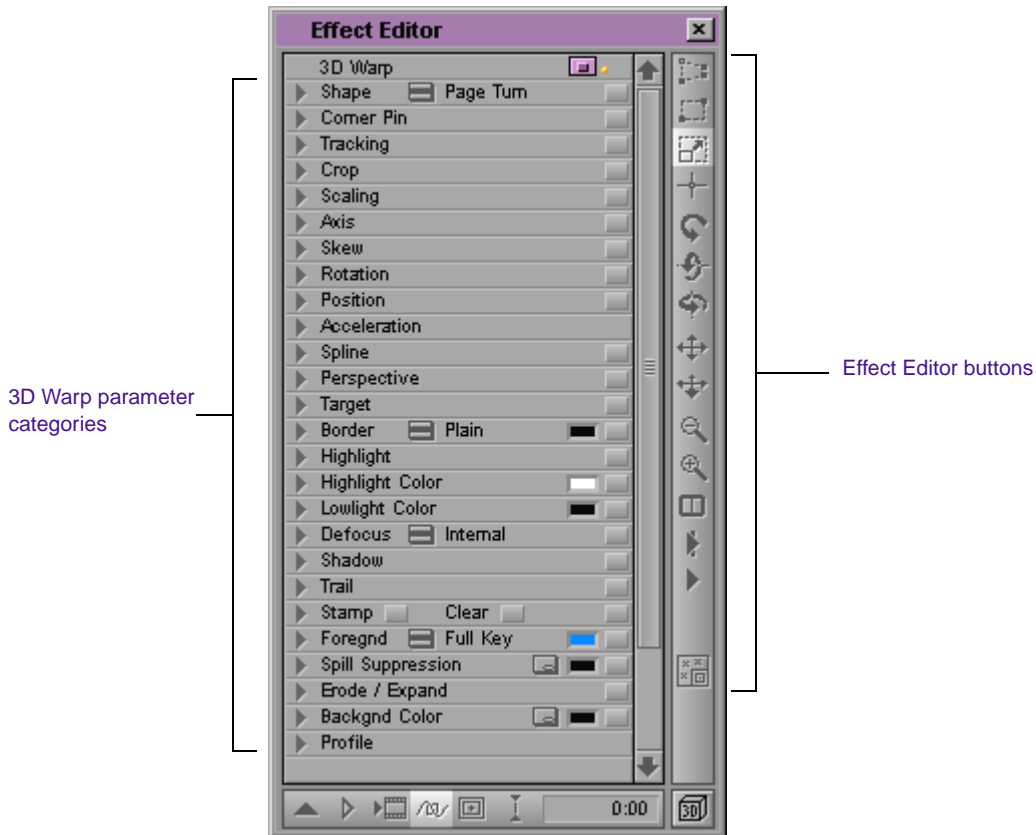 Effect Editor
3D Warp
Shape Page Turn
Corner Pin
Tracking
Crop
Scaling
Axis
Skew
Rotation
Position
Acceleration
Spline
Perspective
Target
Border Plain
Highlight
Highlight Color
Lowlight Color
Defocus Internal
Shadow
Trail
Stamp Clear
Foregnd Full Key
Spill Suppression
Erode / Expand
Backgnd Color
Profile
0:00
3D
3D Warp parameter
categories
Effect Editor buttons